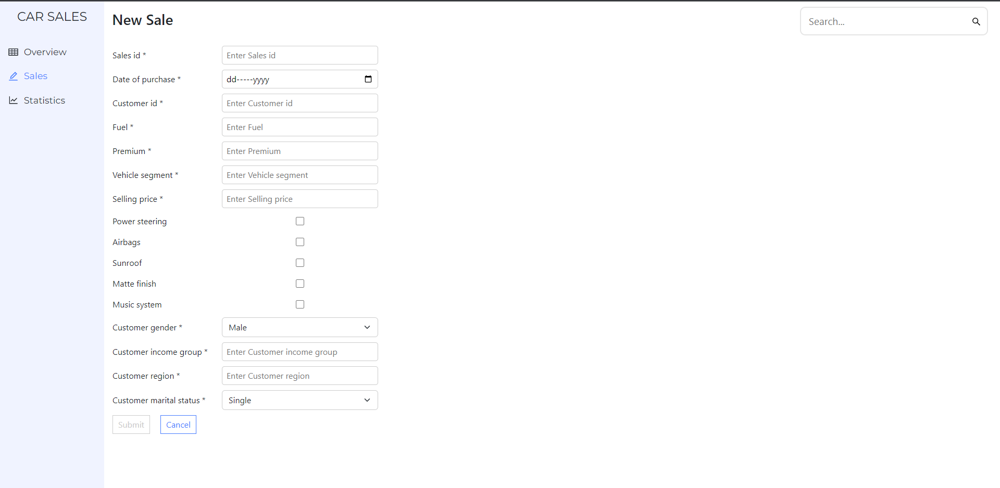 CAR SALES
Overview
Sales
Statistics
New Sale
Search...
Sales id * Enter Sales id
Date of purchase * dd-----yyyy
Customer id * Enter Customer id
Fuel * Enter Fuel
Premium * Enter Premium
Vehicle segment * Enter Vehicle segment
Selling price * Enter Selling price
Power steering
Airbags
Sunroof
Matte finish
Music system
Customer gender * Male
Customer income group * Enter Customer income group
Customer region * Enter Customer region
Customer marital status * Single
Submit Cancel